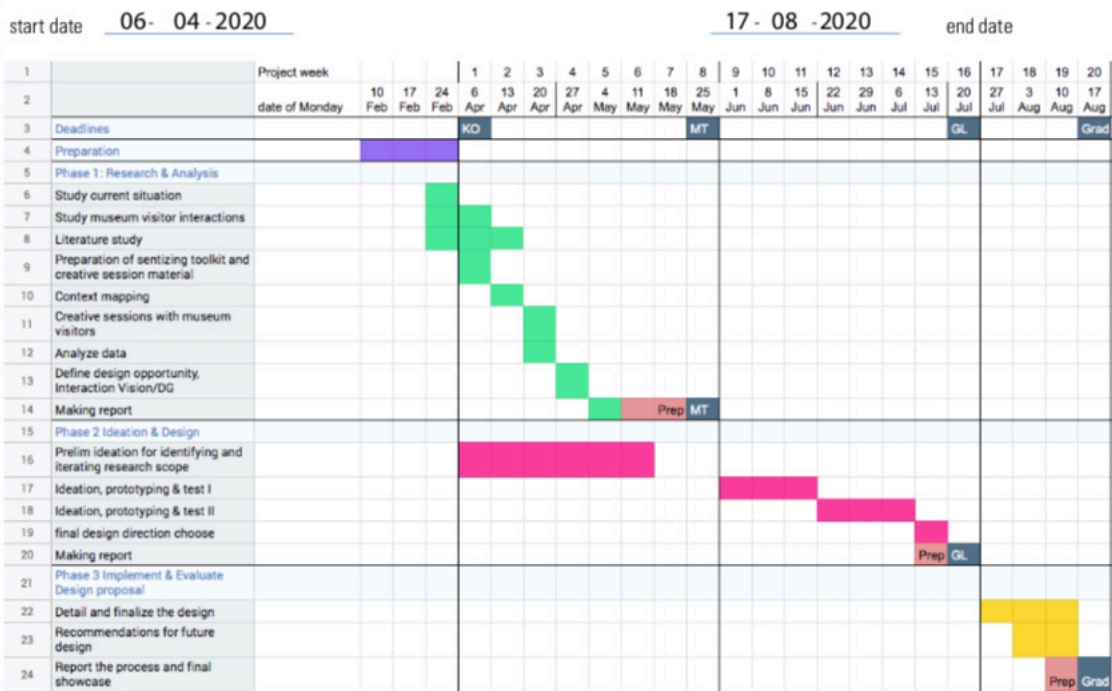 start date 06- 04 -2020 17- 08 -2020 end date
1 Project week 1 2 3 4 5 6 7 8 9 10 11 12 13 14 15 16 17 18 19 20
10 17 24 6 13 20 27 4 11 18 25 1 8 15 22 29 6 13 20 27 3 10 17
2 date of Monday Feb Feb Feb Apr Apr Apr Apr May May May May Jun Jun Jun Jun Jun Jul Jul Jul Jul Aug Aug Aug
3 Deadlines KO MT GL Grad
4 Preparation
5 Phase 1: Research & Analysis
6 Study current situation
7 Study museum visitor interactions
8 Literature study
9 Preparation of sentizing toolkit and
creative session material
10 Context mapping
11 Creative sessions with museum
visitors
12 Analyze data
13 Define design opportunity,
Interaction Vision/DG
14 Making report Prep MT
15 Phase 2 Ideation & Design
16 Prelim ideation for identifying and
iterating research scope
17 Ideation, prototyping & test I
18 Ideation, prototyping & test II
19 final design direction choose
20 Making report Prep GL
21 Phase 3 Implement & Evaluate
Design proposal
22 Detail and finalize the design
23 Recommendations for future
design
24 Report the process and final
showcase Prep Grad